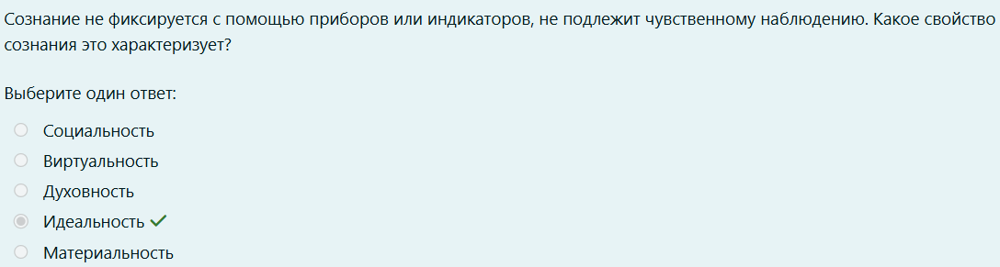 Сознание не фиксируется с помощью приборов или индикаторов, не подлежит чувственному наблюдению. Какое свойство
сознания это характеризует?
Выберите один ответ:
Социальность
Виртуальность
Духовность
Идеальность
Материальность